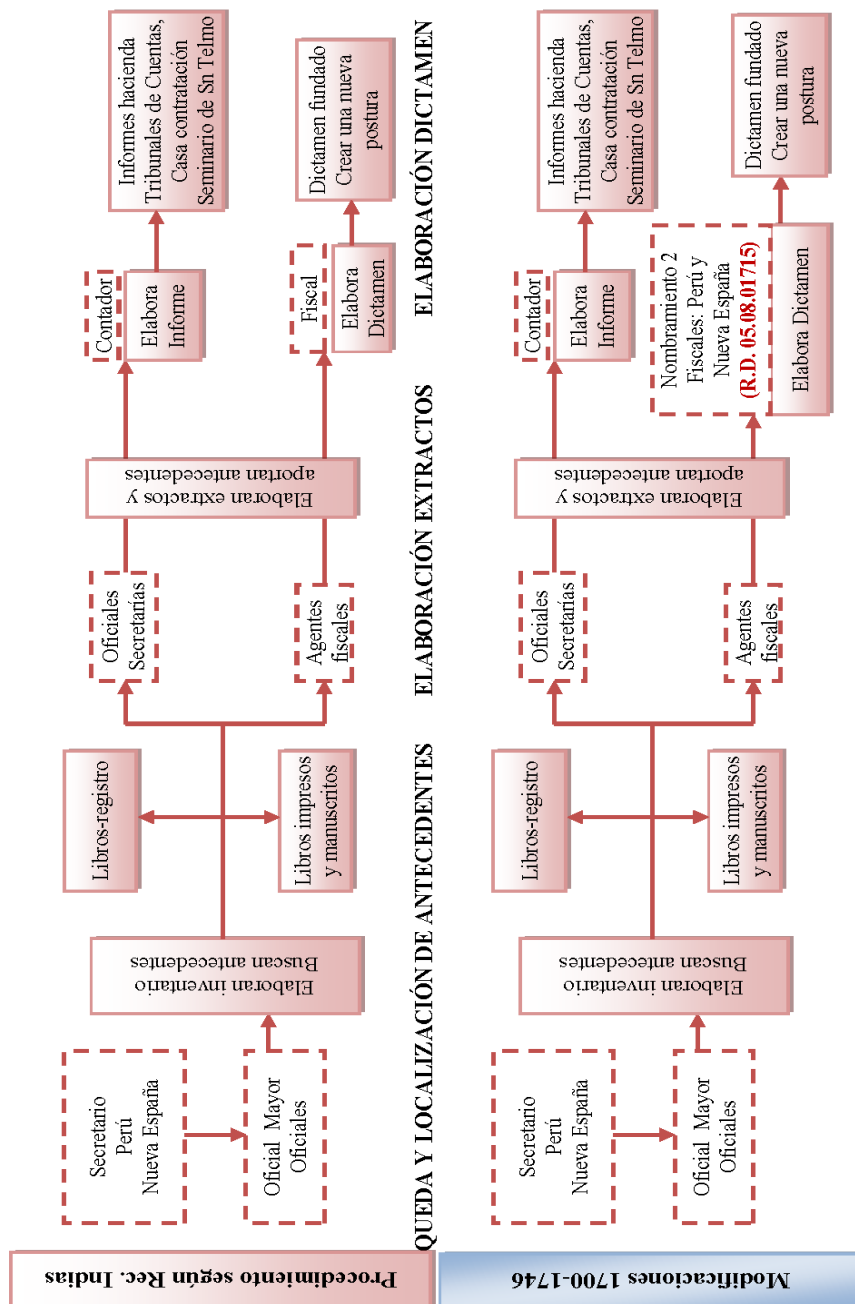 Procedimiento según Rec. Indias
Secretario
Perú
Nueva España
Oficial Mayor
Oficiales
Elaboran inventario
Buscan antecedentes
Libros-registro
Libros impresos
y manuscritos
Oficiales
Secretarías
Agentes
fiscales
Elaboran extractos y
aportan antecedentes
Contador
Elabora
Informe
Informes hacienda
Tribunales de Cuentas,
Casa contratación
Seminario de Sn Telmo
Fiscal
Elabora
Dictamen
Dictamen fundado
Crear una nueva
postura
QUEDA Y LOCALIZACIÓN DE ANTECEDENTES
ELABORACIÓN EXTRACTOS
ELABORACIÓN DICTAMEN
Modificaciones 1700-1746
Secretario
Perú
Nueva España
Oficial Mayor
Oficiales
Elaboran inventario
Buscan antecedentes
Libros-registro
Libros impresos
y manuscritos
Oficiales
Secretarías
Agentes
fiscales
Elaboran extractos y
aportan antecedentes
Contador
Elabora
Informe
Informes hacienda
Tribunales de Cuentas,
Casa contratación
Seminario de Sn Telmo
Nombramiento 2
Fiscales: Perú y
Nueva España
(R.D. 05.08.01715)
Elabora Dictamen
Dictamen fundado
Crear una nueva
postura